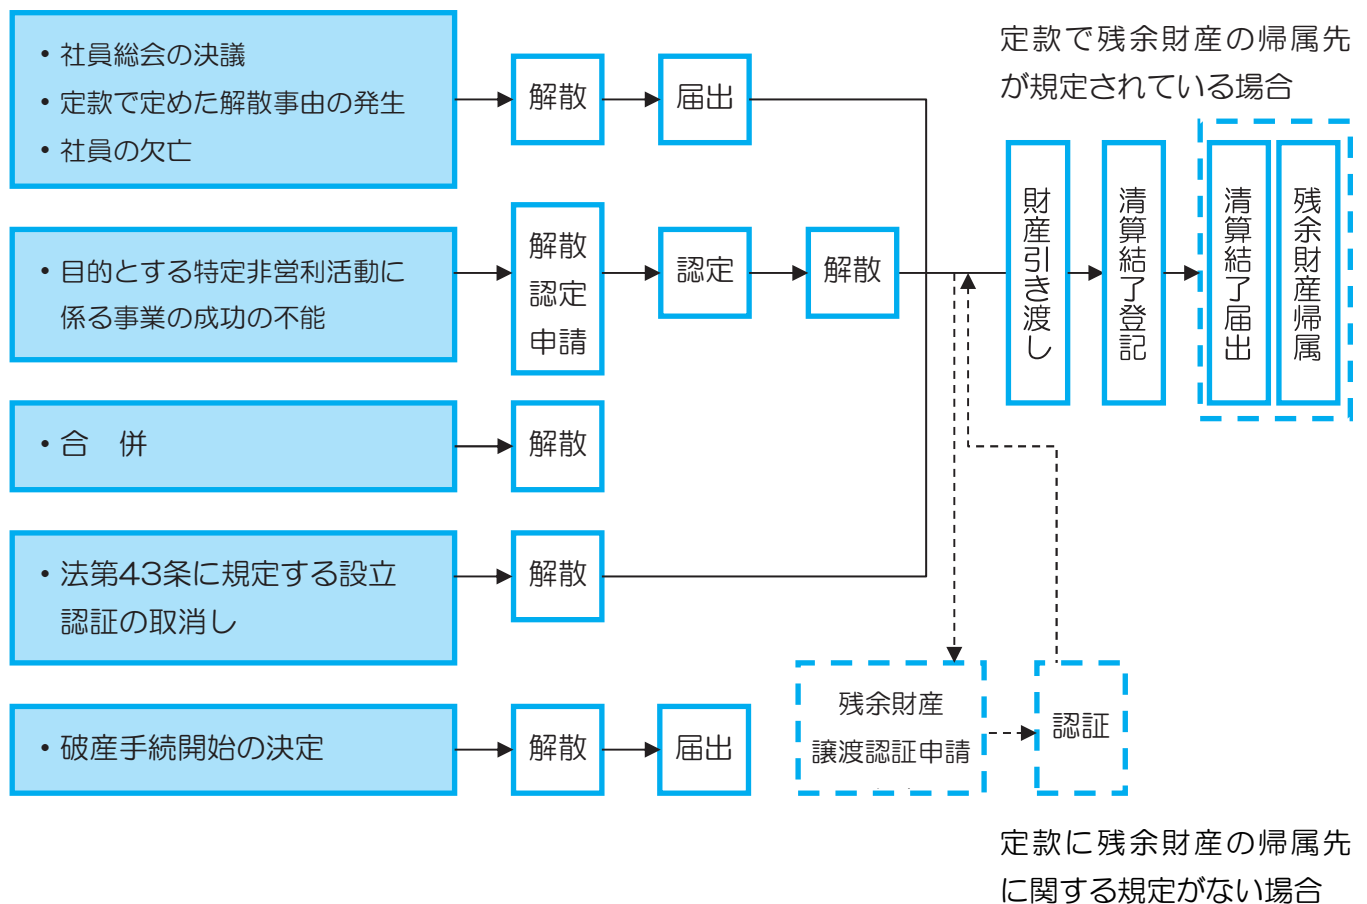 ・社員総会の決議
・定款で定めた解散事由の発生
・社員の欠亡
解散
届出
定款で残余財産の帰属先
が規定されている場合
・目的とする特定非営利活動に
係る事業の成功の不能
解散
認定
申請
認定
解散
財産引き渡し
清算結了登記
清算結了届出
残余財産帰属
・合　併
解散
・法第43条に規定する設立
認証の取消し
解散
・破産手続開始の決定
解散
届出
残余財産
譲渡認証申請
認証
定款に残余財産の帰属先
に関する規定がない場合